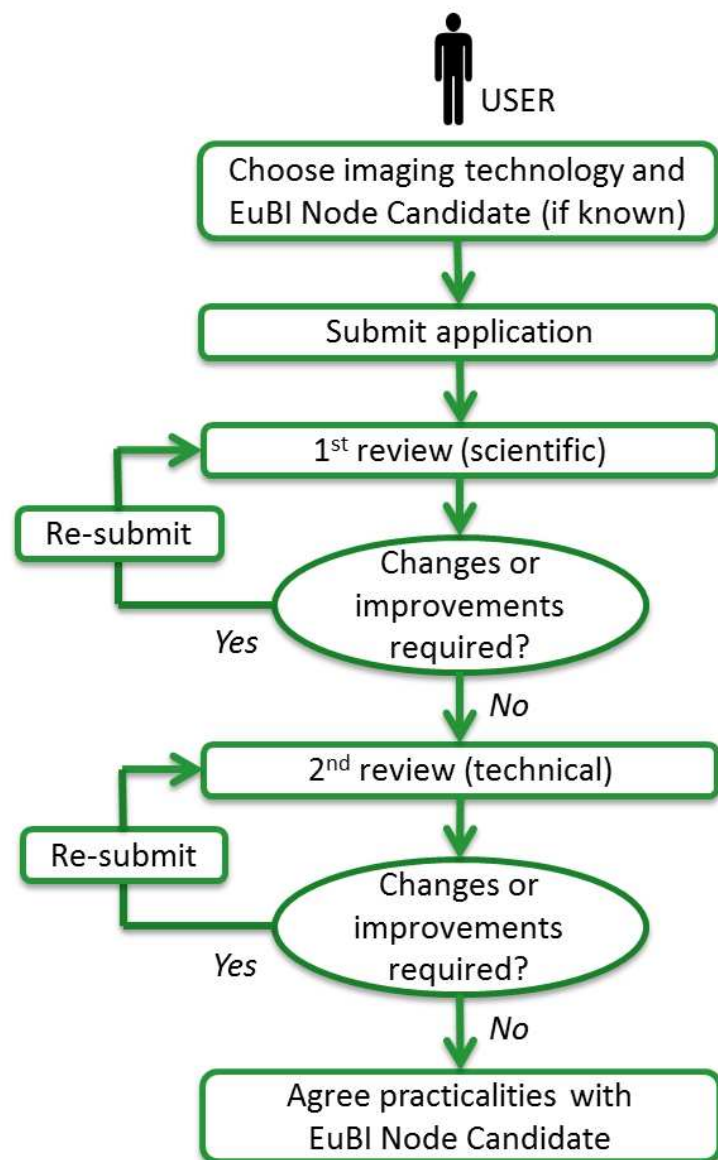 USER
Choose imaging technology and
EuBI Node Candidate (if known)
Submit application
1st review (scientific)
Re-submit
Changes or
improvements
required?
Yes
No
2nd review (technical)
Re-submit
Changes or
improvements
required?
Yes
No
Agree practicalities with
EuBI Node Candidate